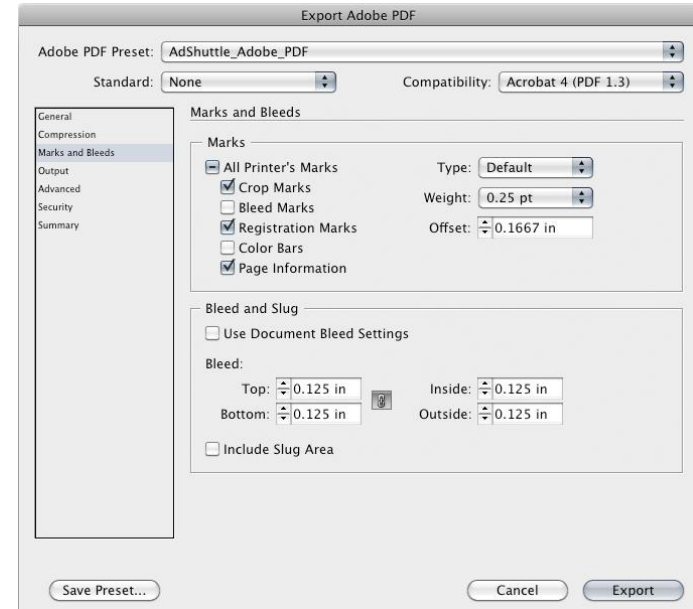 Export Adobe PDF
Adobe PDF Preset: AdShuttle_Adobe_PDF
Standard: None Compatibility: Acrobat 4 (PDF 1.3)
General
Compression
Marks and Bleeds
Output
Advanced
Security
Summary
Marks and Bleeds
Marks
All Printer's Marks
Crop Marks
Bleed Marks
Registration Marks
Color Bars
Page Information
Type: Default
Weight: 0.25 pt
Offset: 0.1667 in
Bleed and Slug
Use Document Bleed Settings
Bleed:
Top: 0.125 in Inside: 0.125 in
Bottom: 0.125 in Outside: 0.125 in
Include Slug Area
Save Preset... Cancel Export